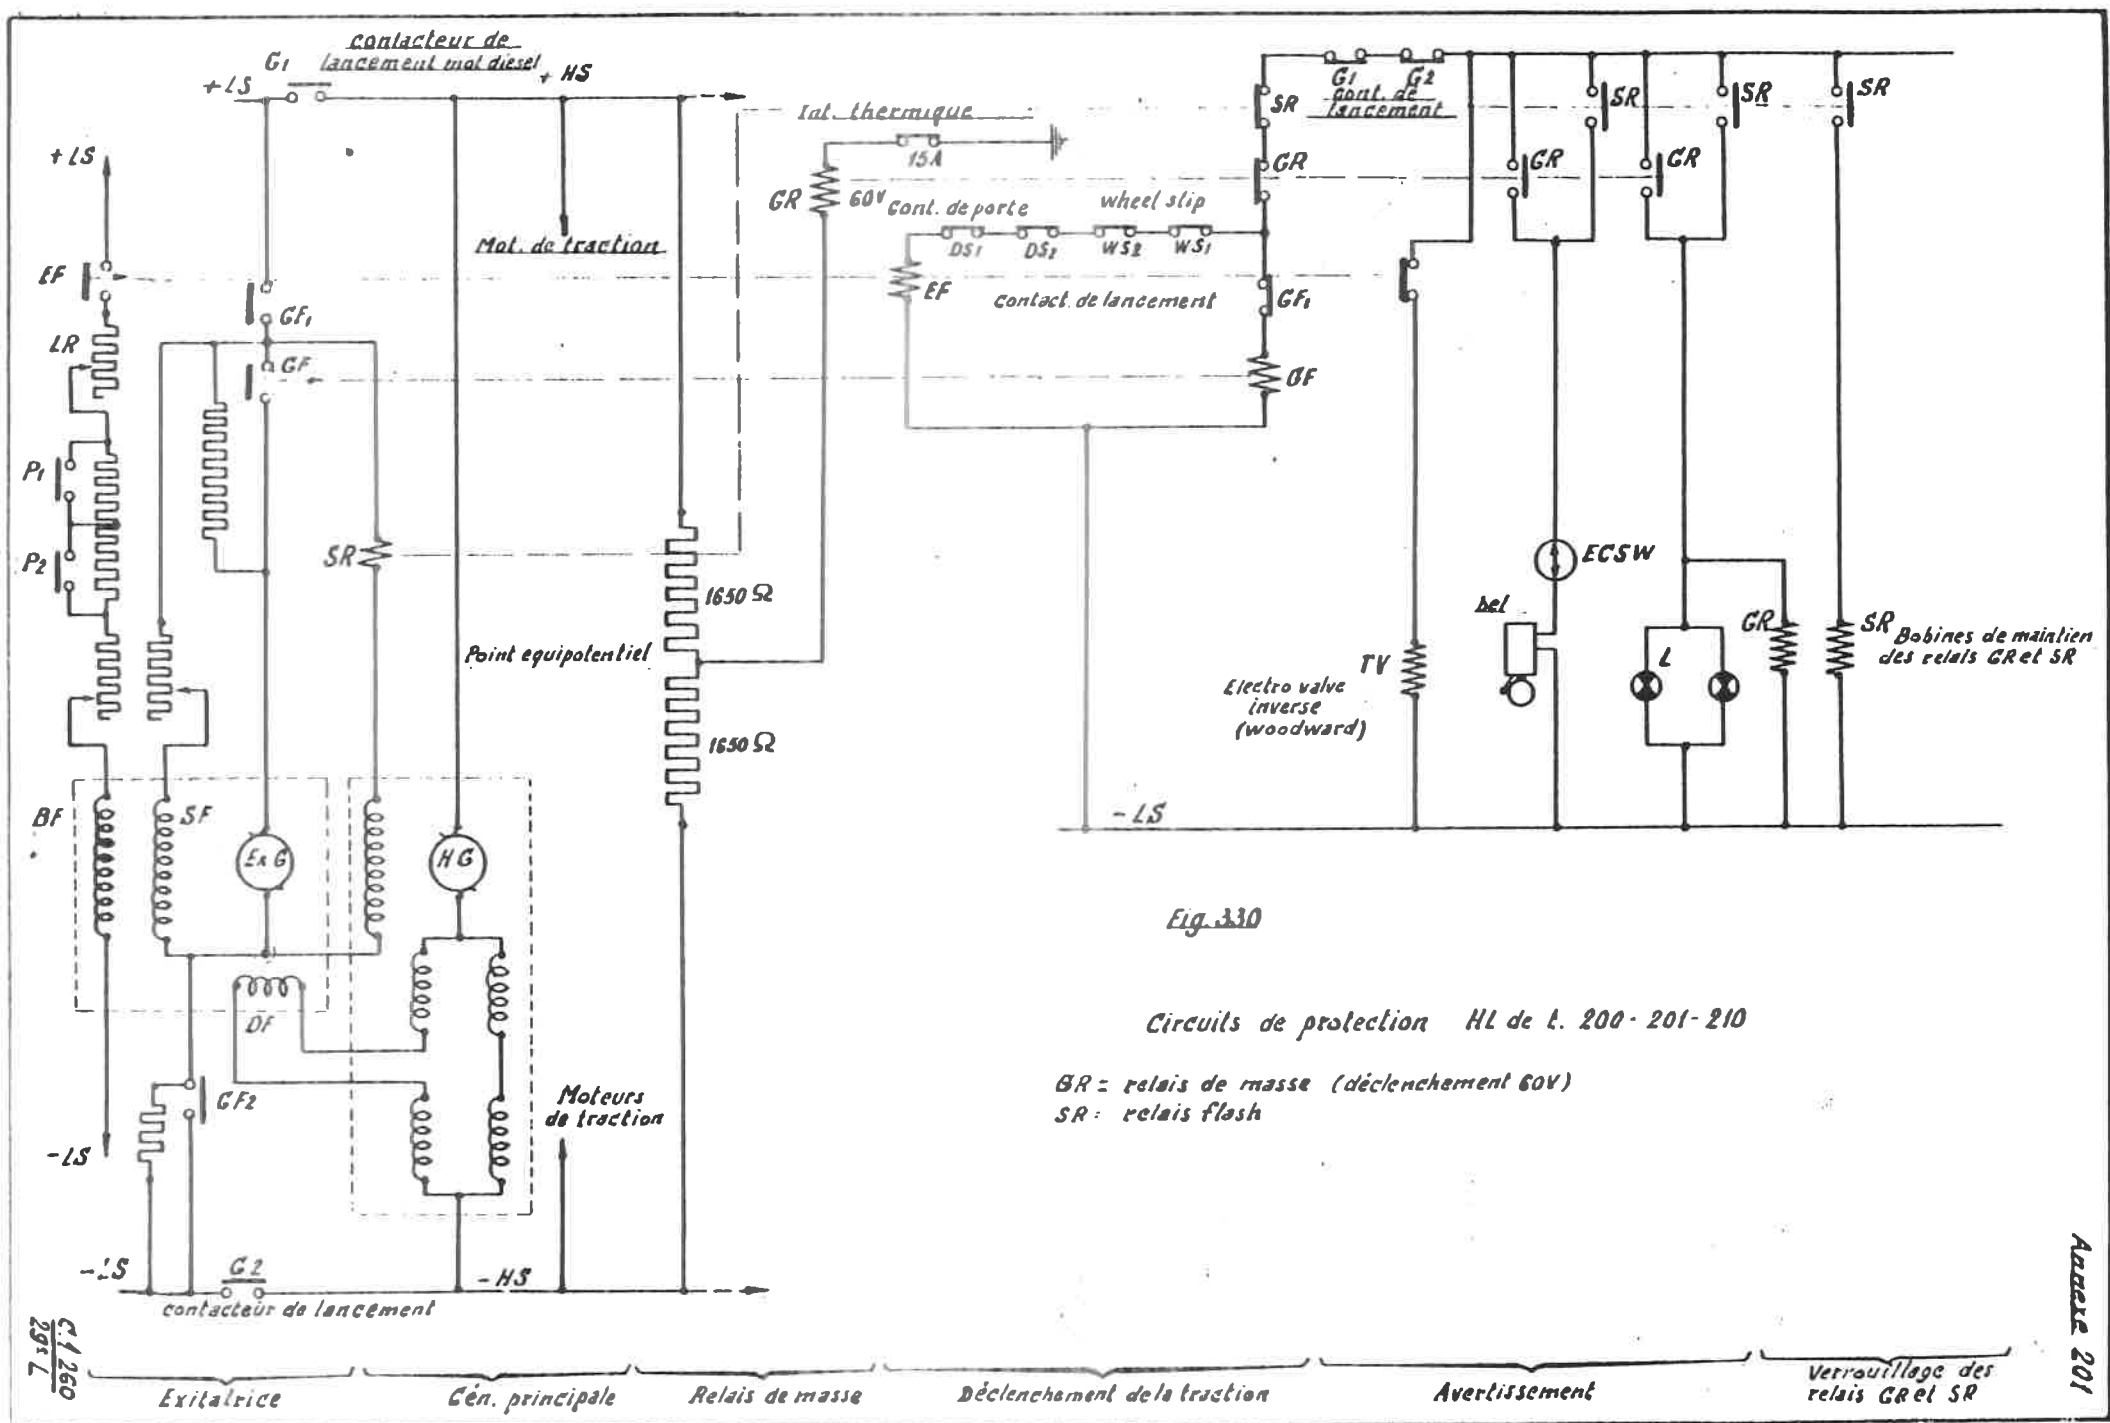 contacteur de
lancement mot diesel
G1
+LS
+ HS
+LS
EF
LR
P1
P2
GF1
GF
SR
Mot. de traction
Int. thermique
15A
GR
60V
Cont. de porte
wheel slip
DS1
DS2
WS2
WS1
EF
Contact. de lancement
GF1
GF
SR
GR
G1
G2
cont. de
lancement
GR
SR
GR
SR
SR
1650 Ω
Point equipotentiel
1650 Ω
TV
Electro valve
inverse
(woodward)
ECSW
bel
L
GR
SR
Bobines de maintien
des relais GR et SR
- LS
BF
SF
ExG
HG
DF
GF2
-LS
Moteurs
de traction
-LS
G2
- HS
contacteur de lancement
Fig. 330
Circuits de protection HL de t. 200 - 201 - 210
GR = relais de masse (déclenchement 60V)
SR : relais flash
Annexe 201
C.1 260
Exitatrice
Gén. principale
Relais de masse
Déclenchement de la traction
Avertissement
Verrouillage des
relais GR et SR